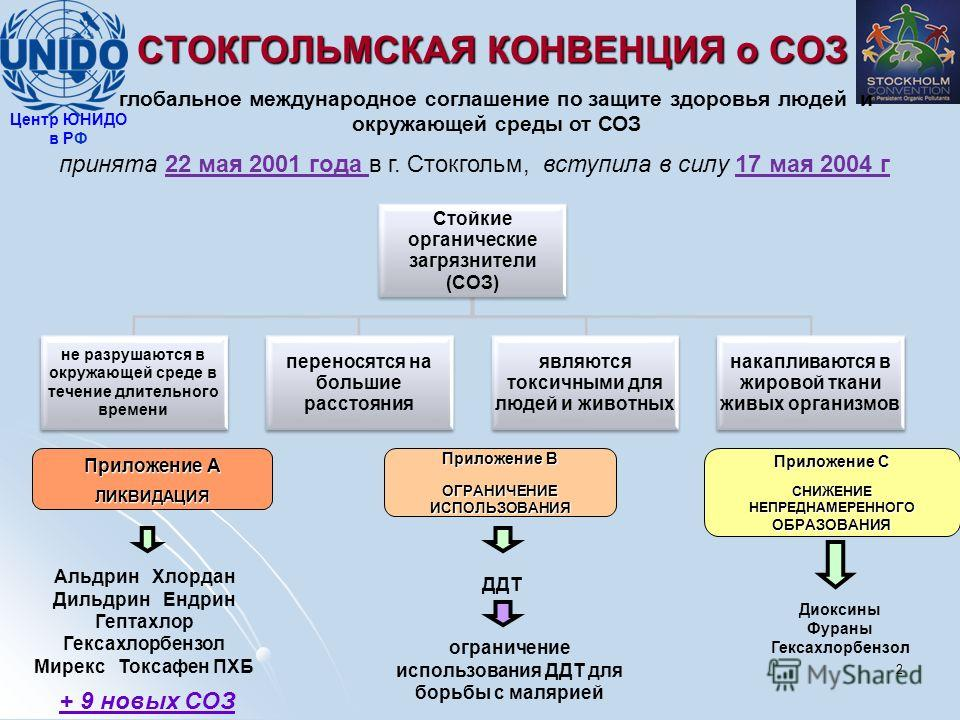 UNIDO
СТОКГОЛЬМСКАЯ КОНВЕНЦИЯ о СОЗ
STOCKHOLM
CONVENTION
on Persistent Organic Pollutants
Центр ЮНИДО
в РФ
глобальное международное соглашение по защите здоровья людей и
окружающей среды от СОЗ
принята 22 мая 2001 года в г. Стокгольм, вступила в силу 17 мая 2004 г
Стойкие
органические
загрязнители
(СОЗ)
не разрушаются в
окружающей среде в
течение длительного
времени
переносятся на
большие
расстояния
являются
токсичными для
людей и животных
накапливаются в
жировой ткани
живых организмов
Приложение А
ЛИКВИДАЦИЯ
Приложение В
ОГРАНИЧЕНИЕ
ИСПОЛЬЗОВАНИЯ
Приложение С
СНИЖЕНИЕ
НЕПРЕДНАМЕРЕННОГО
ОБРАЗОВАНИЯ
Альдрин Хлордан
Дильдрин Ендрин
Гептахлор
Гексахлорбензол
Мирекс Токсафен ПХБ
+ 9 новых СОЗ
ДДТ
ограничение
использования ДДТ для
борьбы с малярией
Диоксины
Фураны
Гексахлорбензол
2
MyShared